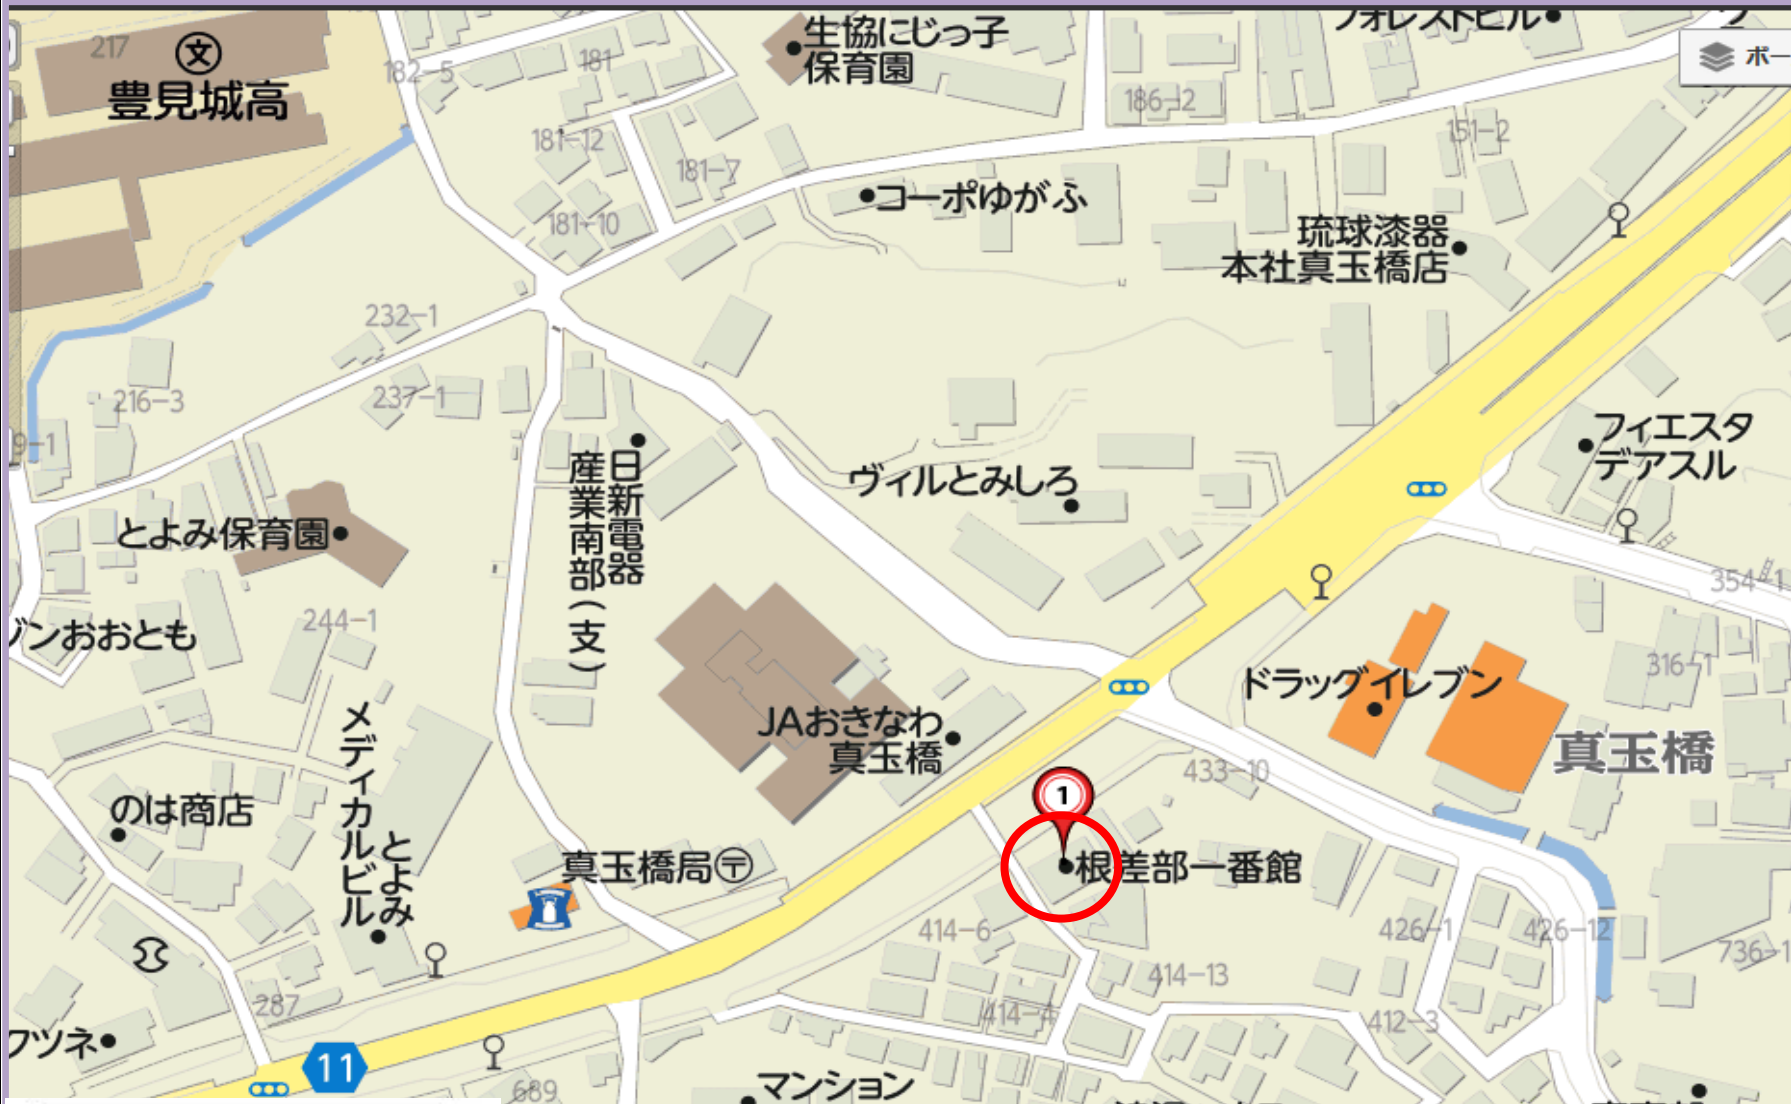 217
文
豊見城高
182-5
181
生協にじっ子
保育園
フォレストビル
186-2
151-2
181-12
181-7
181-10
コーポゆがふ
琉球漆器
本社真玉橋店
232-1
237-1
216-3
9-1
日新電器
産業南部(支)
とよみ保育園
ヴィルとみしろ
フィエスタ
デアスル
354-1
ゾンおおとも
244-1
316-1
ドラッグイレブン
真玉橋
JAおきなわ
真玉橋
433-10
1
とよみ
メディカルビル
のは商店
真玉橋局
根差部一番館
414-6
426-1
426-12
736-1
414-13
414-4
412-3
287
クツネ
11
689
マンション